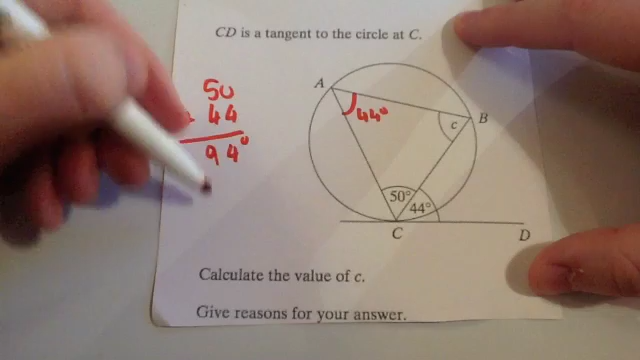 CD is a tangent to the circle at C.
50
44
94°
A
44°
B
c
50°
44°
C
D
Calculate the value of c.
Give reasons for your answer.